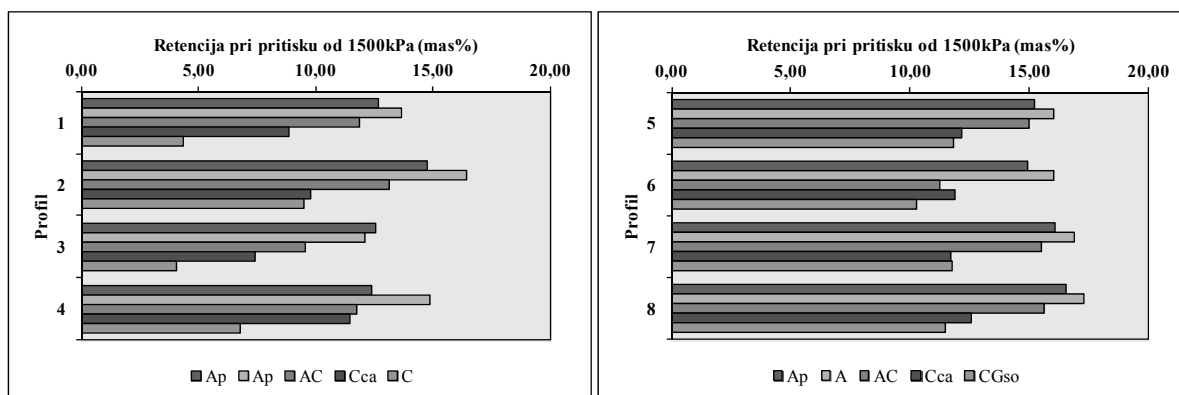 Retencija pri pritisku od 1500kPa (mas%)
0,00 5,00 10,00 15,00 20,00
Profil
1
2
3
4
Ap Ap AC Cca C
Retencija pri pritisku od 1500kPa (mas%)
0,00 5,00 10,00 15,00 20,00
Profil
5
6
7
8
Ap A AC Cca CGso